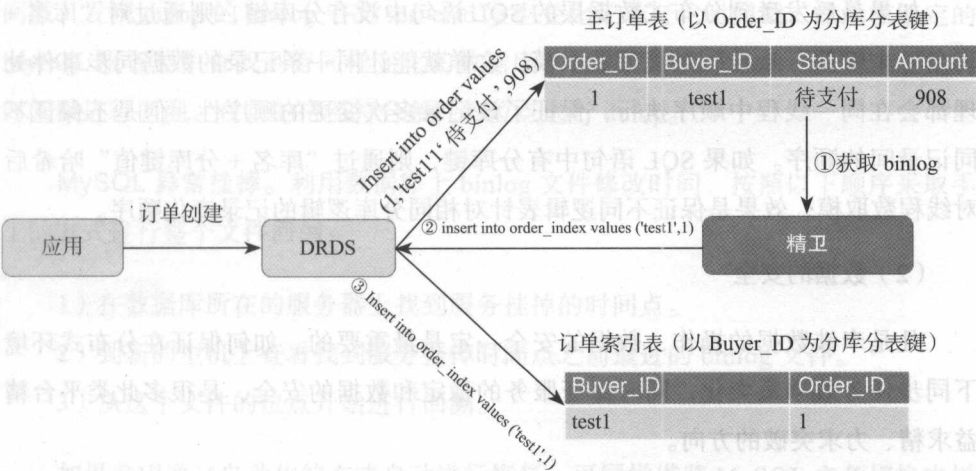 主订单表（以 Order_ID 为分库分表键）
Order_ID Buver_ID Status Amount
1 test1 待支付 908
Insert into order values
(1,'test1','待支付',908)
①获取 binlog
订单创建
应用
DRDS
② insert into order_index values ('test1',1)
精卫
③ Insert into order_index values ('test1',1)
订单索引表（以 Buyer_ID 为分库分表键）
Buver_ID Order_ID
test1 1